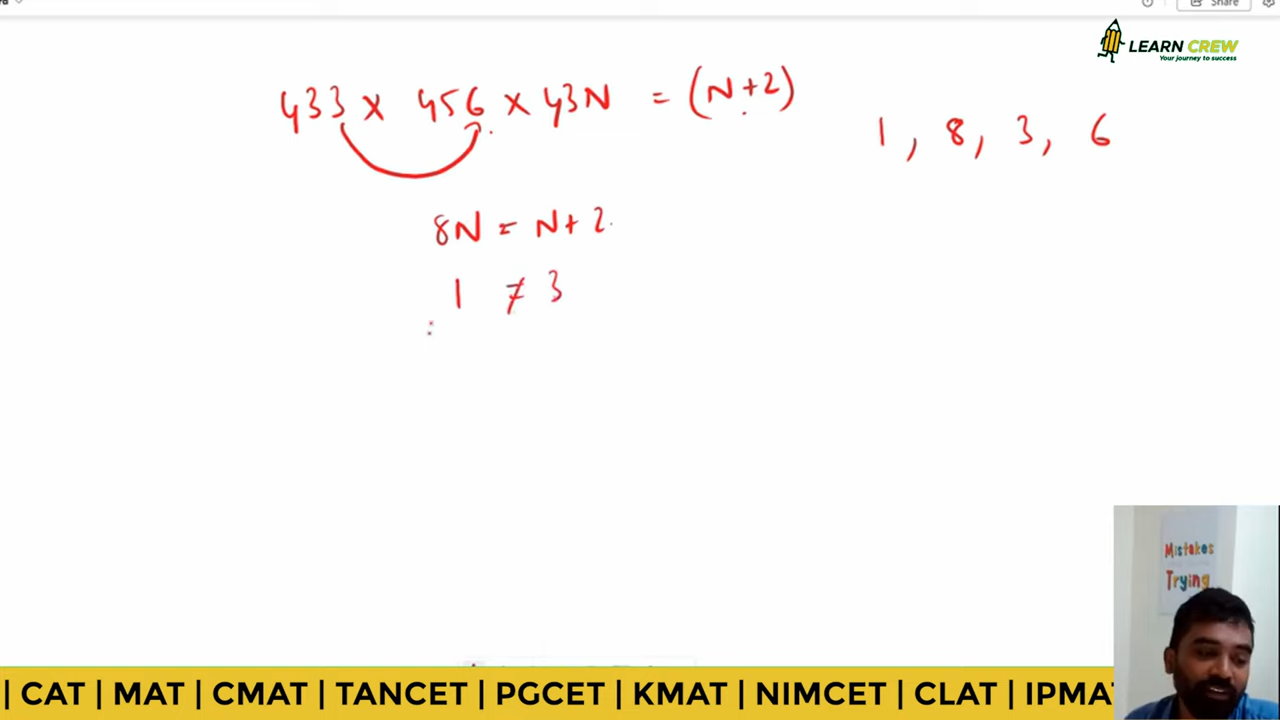 Share
LEARN CREW
Your journey to success
433 x 456 x 43N = (N+2)
1, 8, 3, 6
8N = N+2
1 ≠ 3
Mistakes
Trying
| CAT | MAT | CMAT | TANCET | PGCET | KMAT | NIMCET | CLAT | IPMAT